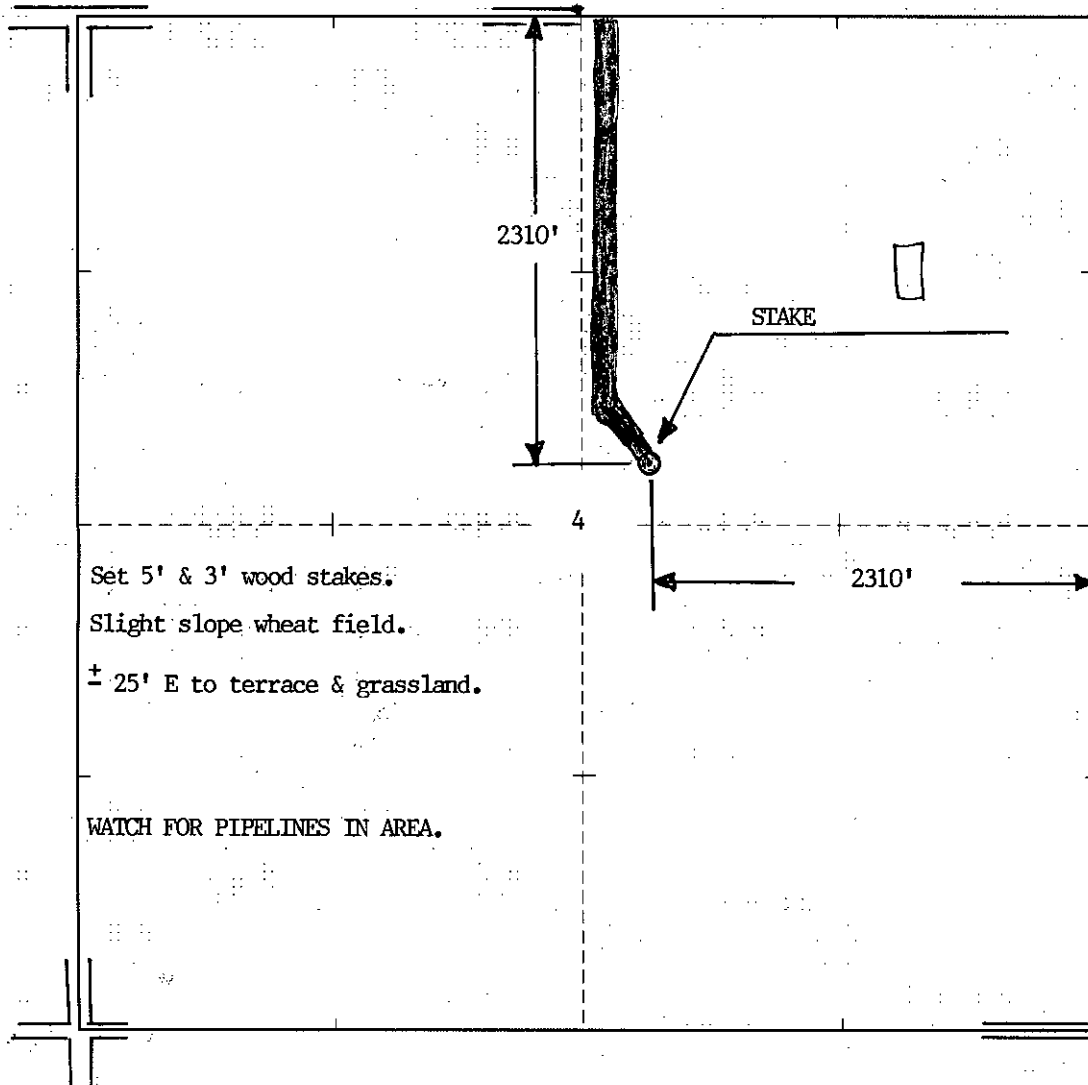 2310'
STAKE
4
2310'
Set 5' & 3' wood stakes.
Slight slope wheat field.
± 25' E to terrace & grassland.
WATCH FOR PIPELINES IN AREA.